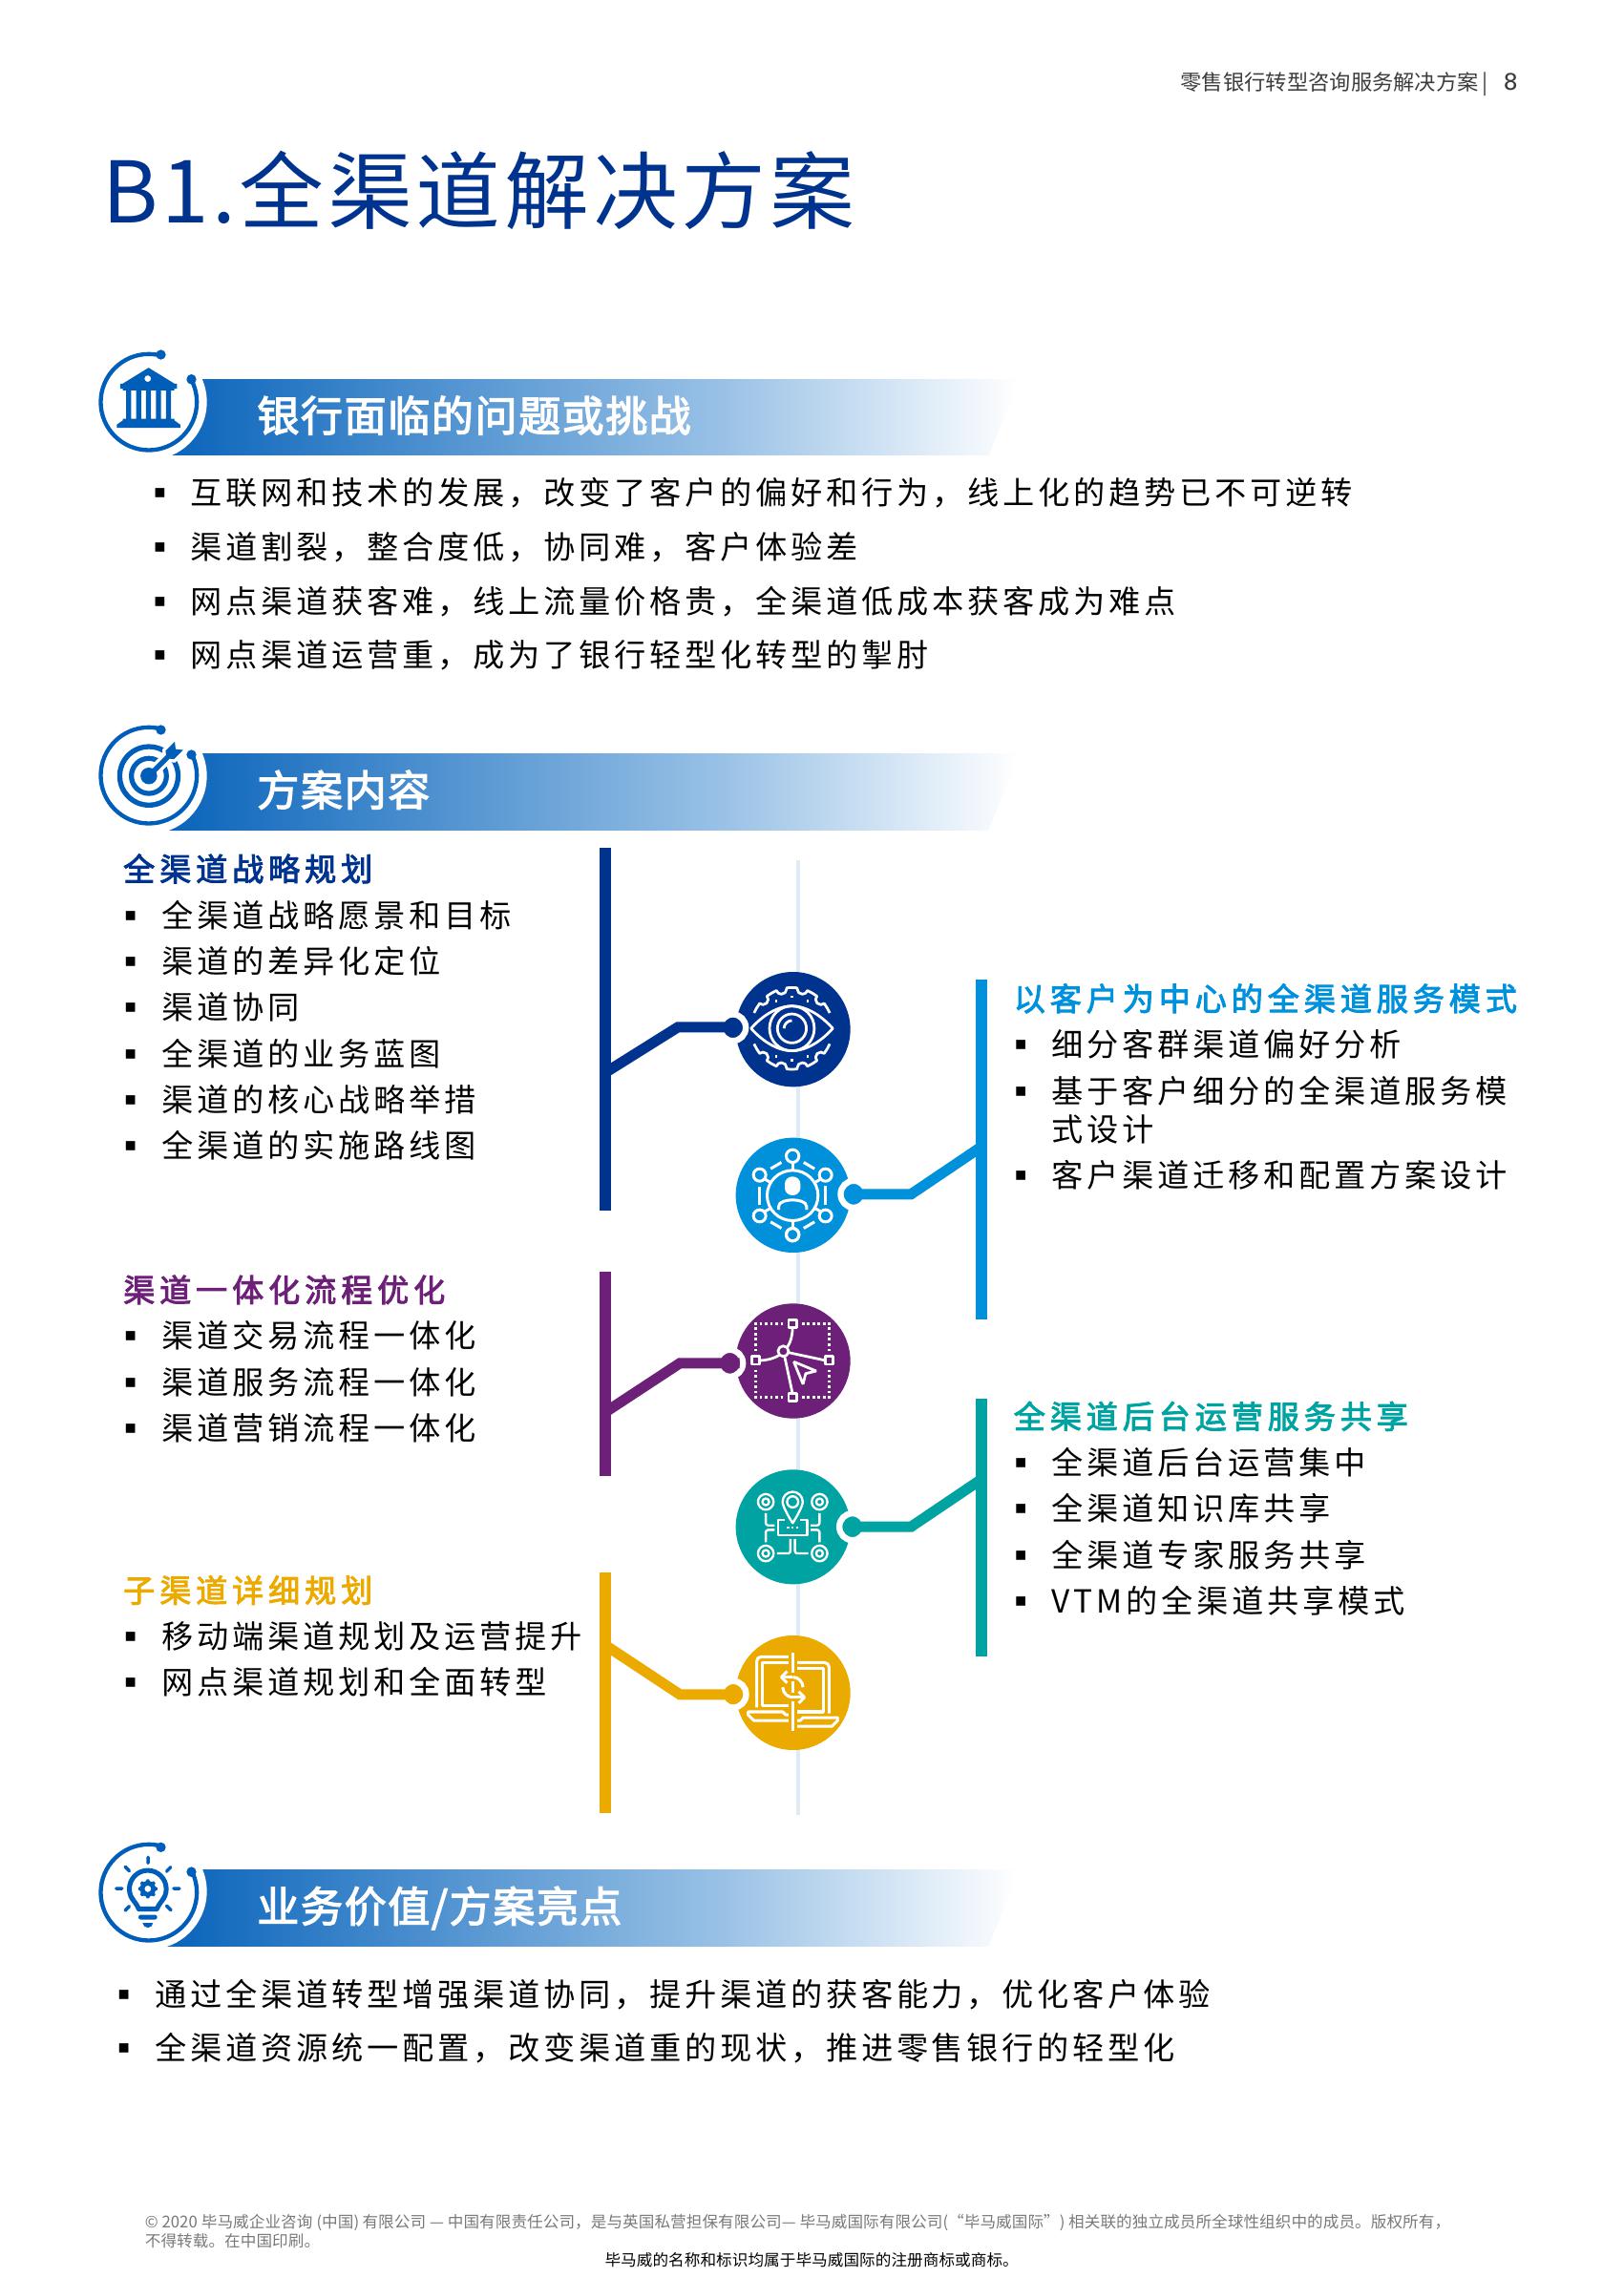 零售银行转型咨询服务解决方案| 8
B1.全渠道解决方案
银行面临的问题或挑战
▪ 互联网和技术的发展，改变了客户的偏好和行为，线上化的趋势已不可逆转
▪ 渠道割裂，整合度低，协同难，客户体验差
▪ 网点渠道获客难，线上流量价格贵，全渠道低成本获客成为难点
▪ 网点渠道运营重，成为了银行轻型化转型的掣肘
方案内容
全渠道战略规划
▪ 全渠道战略愿景和目标
▪ 渠道的差异化定位
▪ 渠道协同
▪ 全渠道的业务蓝图
▪ 渠道的核心战略举措
▪ 全渠道的实施路线图
以客户为中心的全渠道服务模式
▪ 细分客群渠道偏好分析
▪ 基于客户细分的全渠道服务模
式设计
▪ 客户渠道迁移和配置方案设计
渠道一体化流程优化
▪ 渠道交易流程一体化
▪ 渠道服务流程一体化
▪ 渠道营销流程一体化
全渠道后台运营服务共享
▪ 全渠道后台运营集中
▪ 全渠道知识库共享
▪ 全渠道专家服务共享
▪ VTM的全渠道共享模式
子渠道详细规划
▪ 移动端渠道规划及运营提升
▪ 网点渠道规划和全面转型
业务价值/方案亮点
▪ 通过全渠道转型增强渠道协同，提升渠道的获客能力，优化客户体验
▪ 全渠道资源统一配置，改变渠道重的现状，推进零售银行的轻型化
© 2020 毕马威企业咨询 (中国) 有限公司 — 中国有限责任公司，是与英国私营担保有限公司— 毕马威国际有限公司(“毕马威国际”) 相关联的独立成员所全球性组织中的成员。版权所有，
不得转载。在中国印刷。
毕马威的名称和标识均属于毕马威国际的注册商标或商标。